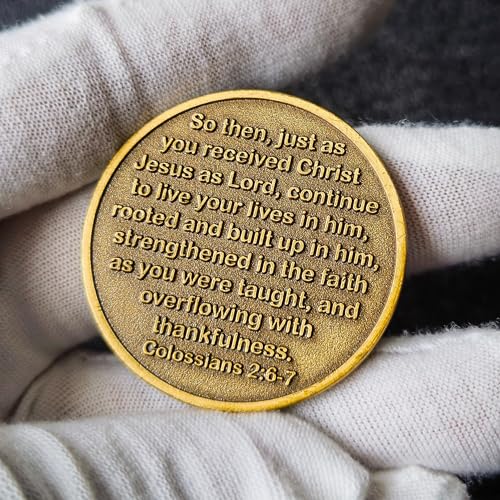 So then, just as
you received Christ
Jesus as Lord, continue
to live your lives in him,
rooted and built up in him,
strengthened in the faith
as you were taught, and
overflowing with
thankfulness.
Colossians 2:6-7